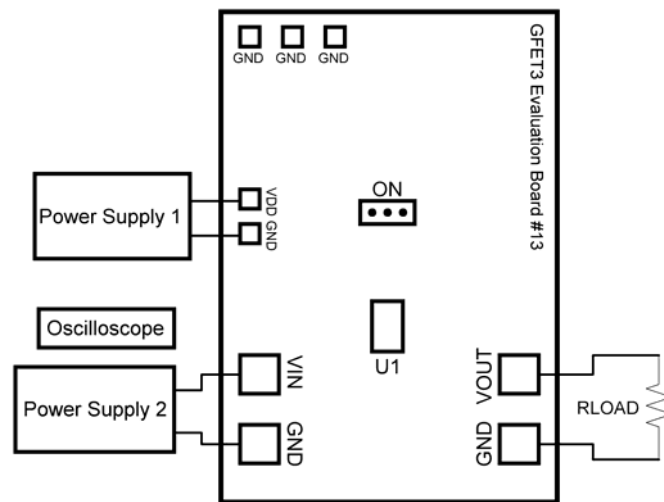 GND GND GND
GFET3 Evaluation Board #13
Power Supply 1
VDD
GND
ON
Oscilloscope
U1
Power Supply 2
VIN
GND
VOUT
GND
RLOAD